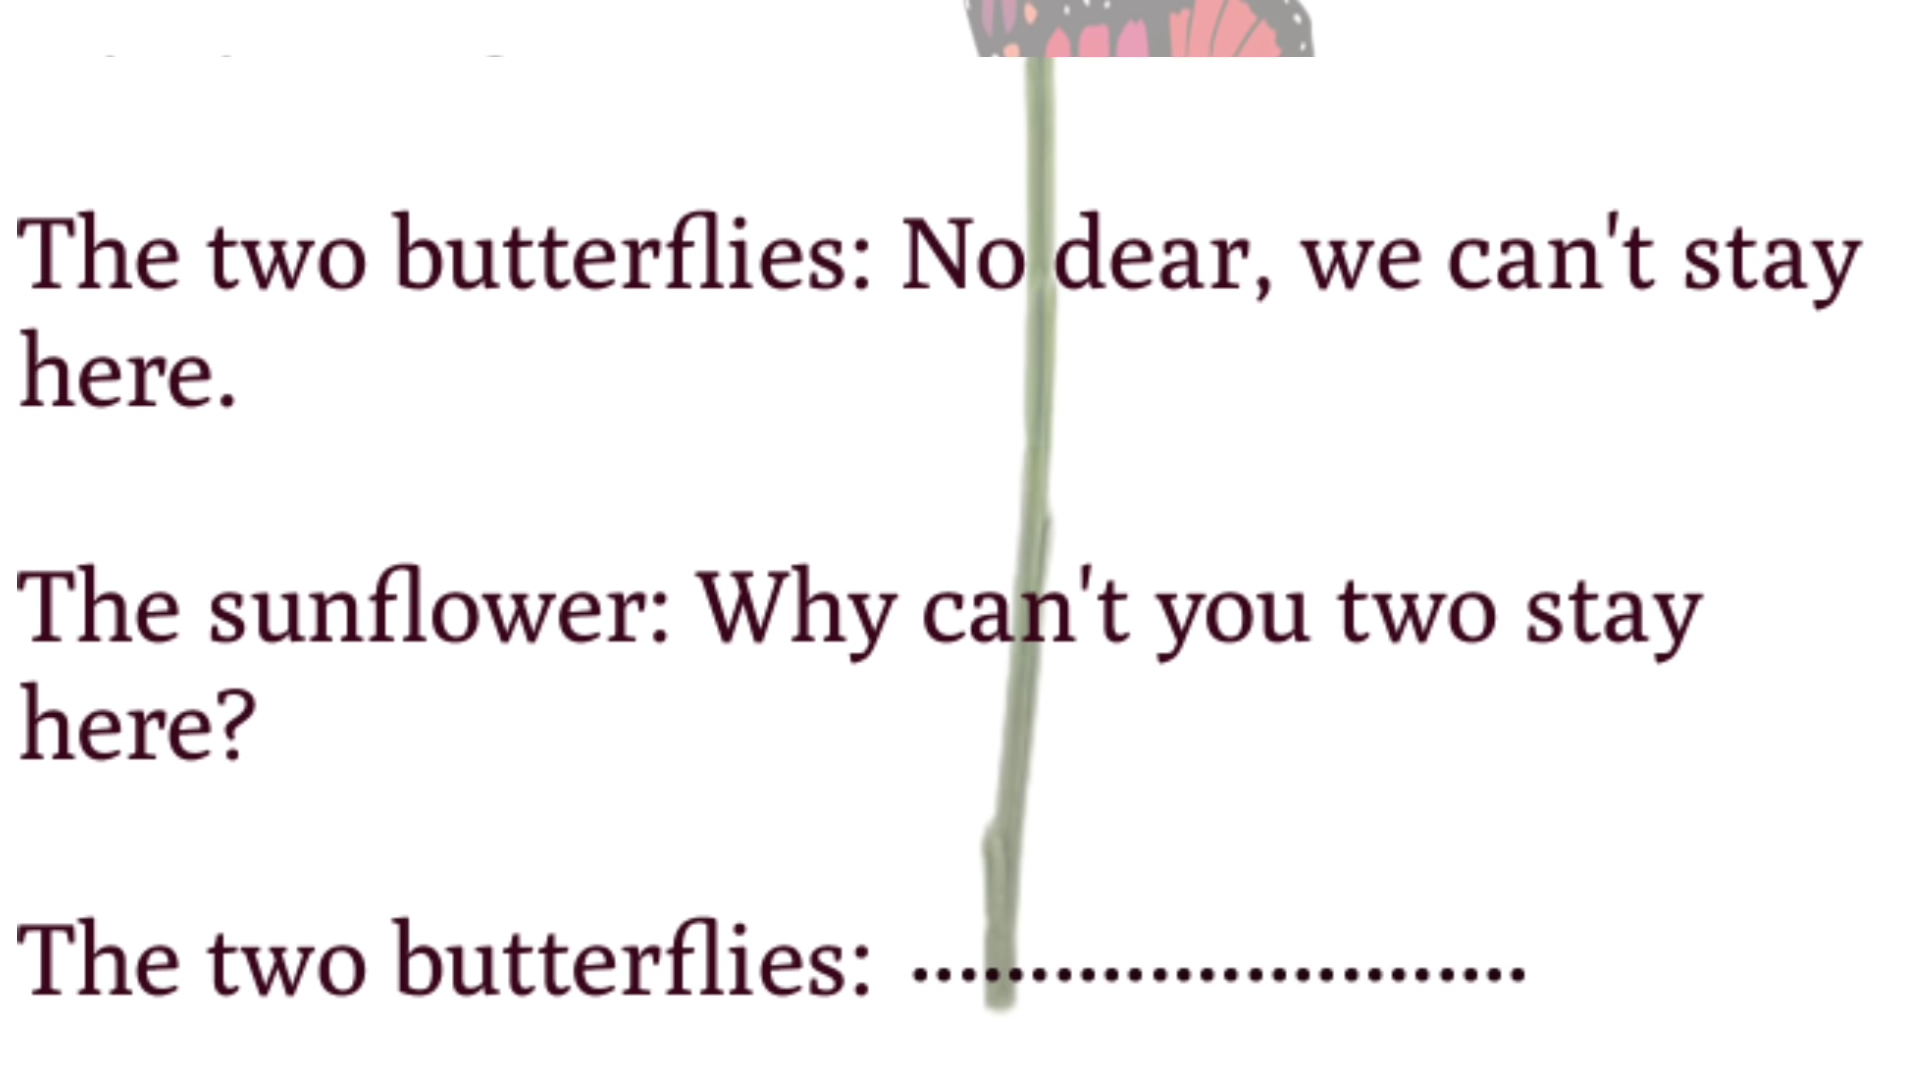 The two butterflies: No dear, we can't stay
here.
The sunflower: Why can't you two stay
here?
The two butterflies: ..........................